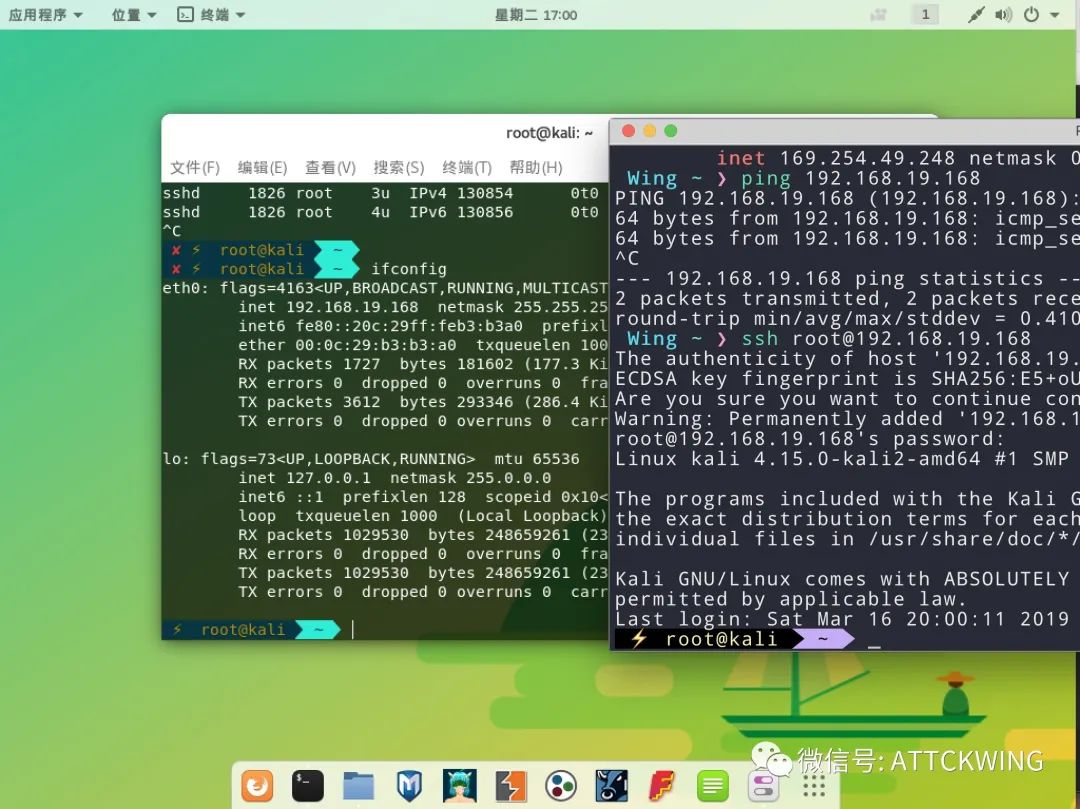 应用程序 位置 终端 星期二 17:00 1
root@kali: ~
文件(F) 编辑(E) 查看(V) 搜索(S) 终端(T) 帮助(H)
sshd 1826 root 3u IPv4 130854 0t0
sshd 1826 root 4u IPv6 130856 0t0
^C
✘ ⚡ root@kali ~
✘ ⚡ root@kali ~ ifconfig
eth0: flags=4163<UP,BROADCAST,RUNNING,MULTICAST
inet 192.168.19.168 netmask 255.255.25
inet6 fe80::20c:29ff:feb3:b3a0 prefixl
ether 00:0c:29:b3:b3:a0 txqueuelen 100
RX packets 1727 bytes 181602 (177.3 Ki
RX errors 0 dropped 0 overruns 0 fra
TX packets 3612 bytes 293346 (286.4 Ki
TX errors 0 dropped 0 overruns 0 carr
lo: flags=73<UP,LOOPBACK,RUNNING> mtu 65536
inet 127.0.0.1 netmask 255.0.0.0
inet6 ::1 prefixlen 128 scopeid 0x10<
loop txqueuelen 1000 (Local Loopback)
RX packets 1029530 bytes 248659261 (23
RX errors 0 dropped 0 overruns 0 fra
TX packets 1029530 bytes 248659261 (23
TX errors 0 dropped 0 overruns 0 carr
⚡ root@kali ~
inet 169.254.49.248 netmask 0
Wing ~ ❯ ping 192.168.19.168
PING 192.168.19.168 (192.168.19.168):
64 bytes from 192.168.19.168: icmp_se
64 bytes from 192.168.19.168: icmp_se
^C
--- 192.168.19.168 ping statistics --
2 packets transmitted, 2 packets rece
round-trip min/avg/max/stddev = 0.410
Wing ~ ❯ ssh root@192.168.19.168
The authenticity of host '192.168.19.
ECDSA key fingerprint is SHA256:E5+oU
Are you sure you want to continue con
Warning: Permanently added '192.168.1
root@192.168.19.168's password:
Linux kali 4.15.0-kali2-amd64 #1 SMP
The programs included with the Kali G
the exact distribution terms for each
individual files in /usr/share/doc/*/
Kali GNU/Linux comes with ABSOLUTELY
permitted by applicable law.
Last login: Sat Mar 16 20:00:11 2019
⚡ root@kali ~ _
$_
微信号: ATTCKWING